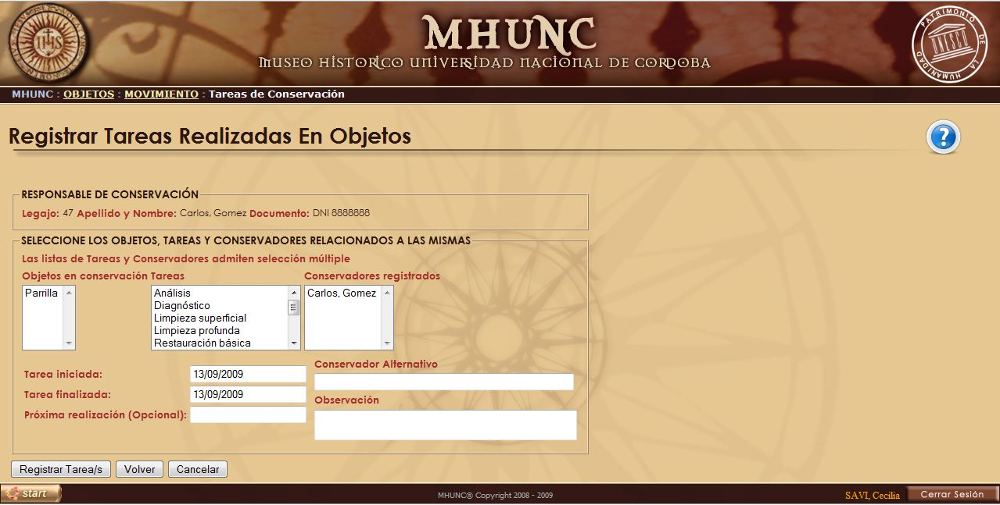 MHUNC
MUSEO HISTORICO UNIVERSIDAD NACIONAL DE CORDOBA
IHS
PATRIMONIO DE LA HUMANIDAD
UNESCO
MHUNC : OBJETOS : MOVIMIENTO : Tareas de Conservación
Registrar Tareas Realizadas En Objetos
?
RESPONSABLE DE CONSERVACIÓN
Legajo: 47 Apellido y Nombre: Carlos, Gomez Documento: DNI 8888888
SELECCIONE LOS OBJETOS, TAREAS Y CONSERVADORES RELACIONADOS A LAS MISMAS
Las listas de Tareas y Conservadores admiten selección múltiple
Objetos en conservación Tareas Conservadores registrados
Parrilla
Análisis
Diagnóstico
Limpieza superficial
Limpieza profunda
Restauración básica
Carlos, Gomez
Tarea iniciada: 13/09/2009
Tarea finalizada: 13/09/2009
Próxima realización (Opcional):
Conservador Alternativo
Observación
Registrar Tarea/s Volver Cancelar
start MHUNC® Copyright 2008 - 2009 SAVI, Cecilia Cerrar Sesión